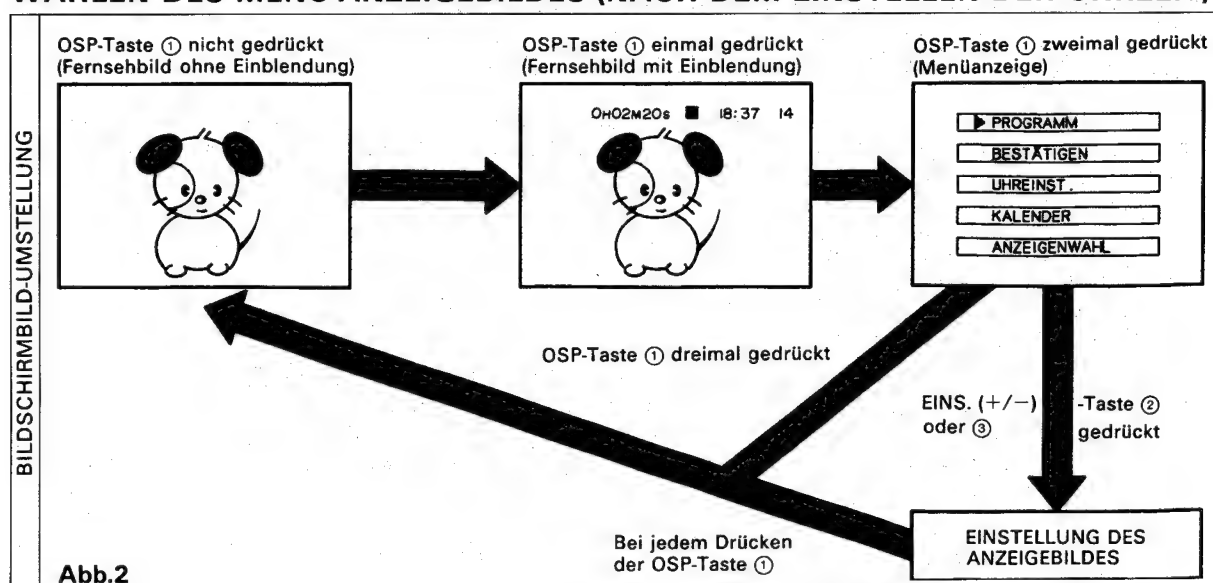 OSP-Taste ① nicht gedrückt
(Fernsehbild ohne Einblendung)
OSP-Taste ① einmal gedrückt
(Fernsehbild mit Einblendung)
OSP-Taste ① zweimal gedrückt
(Menüanzeige)
BILDSCHIRMBILD-UMSTELLUNG
0H02M20s ■ 18:37 14
▶ PROGRAMM
BESTÄTIGEN
UHREINST.
KALENDER
ANZEIGENWAHL
OSP-Taste ① dreimal gedrückt
EINS. (+/−) -Taste ②
oder ③ gedrückt
Bei jedem Drücken
der OSP-Taste ①
EINSTELLUNG DES
ANZEIGEBILDES
Abb.2